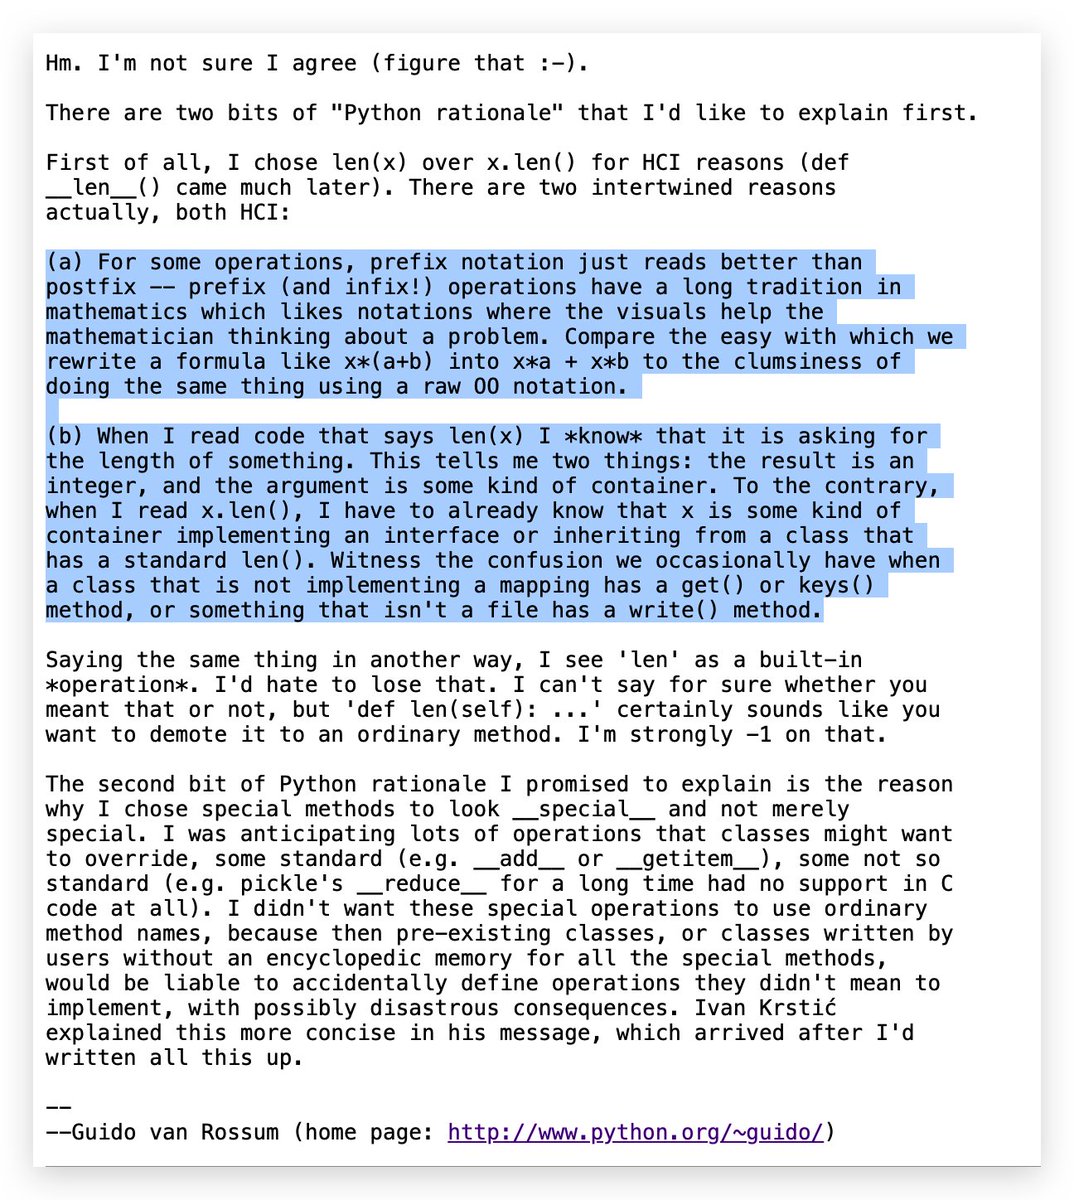 Hm. I'm not sure I agree (figure that :-).
There are two bits of "Python rationale" that I'd like to explain first.
First of all, I chose len(x) over x.len() for HCI reasons (def
__len__() came much later). There are two intertwined reasons
actually, both HCI:
(a) For some operations, prefix notation just reads better than
postfix -- prefix (and infix!) operations have a long tradition in
mathematics which likes notations where the visuals help the
mathematician thinking about a problem. Compare the easy with which we
rewrite a formula like x*(a+b) into x*a + x*b to the clumsiness of
doing the same thing using a raw OO notation.
(b) When I read code that says len(x) I *know* that it is asking for
the length of something. This tells me two things: the result is an
integer, and the argument is some kind of container. To the contrary,
when I read x.len(), I have to already know that x is some kind of
container implementing an interface or inheriting from a class that
has a standard len(). Witness the confusion we occasionally have when
a class that is not implementing a mapping has a get() or keys()
method, or something that isn't a file has a write() method.
Saying the same thing in another way, I see 'len' as a built-in
*operation*. I'd hate to lose that. I can't say for sure whether you
meant that or not, but 'def len(self): ...' certainly sounds like you
want to demote it to an ordinary method. I'm strongly -1 on that.
The second bit of Python rationale I promised to explain is the reason
why I chose special methods to look __special__ and not merely
special. I was anticipating lots of operations that classes might want
to override, some standard (e.g. __add__ or __getitem__), some not so
standard (e.g. pickle's __reduce__ for a long time had no support in C
code at all). I didn't want these special operations to use ordinary
method names, because then pre-existing classes, or classes written by
users without an encyclopedic memory for all the special methods,
would be liable to accidentally define operations they didn't mean to
implement, with possibly disastrous consequences. Ivan Krstić
explained this more concise in his message, which arrived after I'd
written all this up.
--
--Guido van Rossum (home page: http://www.python.org/~guido/)